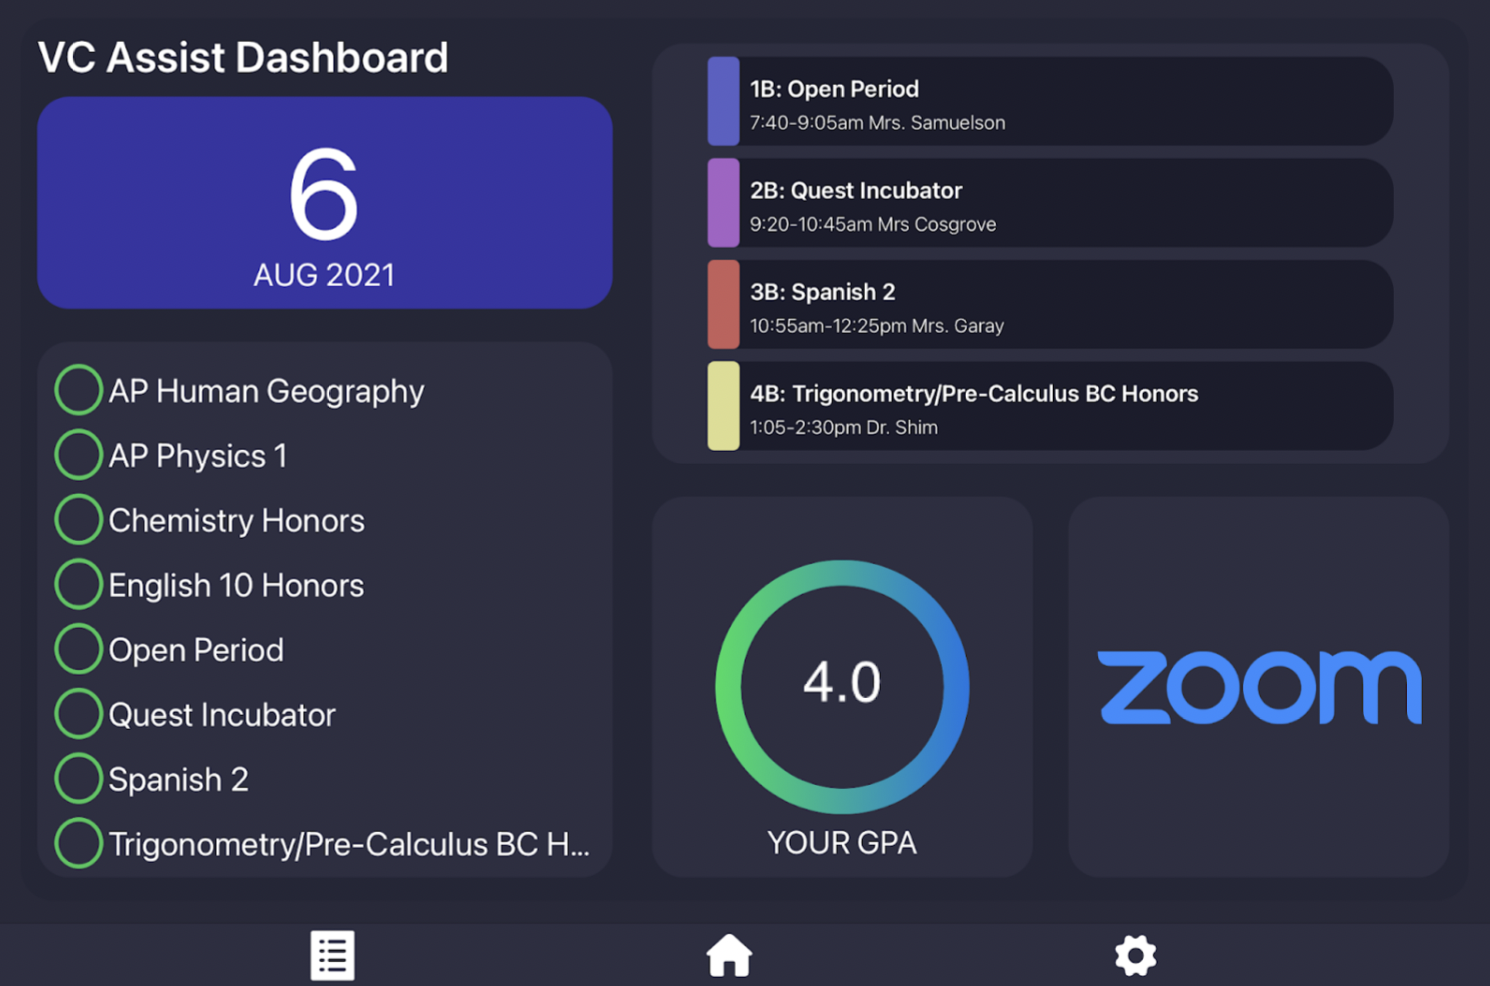 VC Assist Dashboard
6
AUG 2021
AP Human Geography
AP Physics 1
Chemistry Honors
English 10 Honors
Open Period
Quest Incubator
Spanish 2
Trigonometry/Pre-Calculus BC H...
1B: Open Period
7:40-9:05am Mrs. Samuelson
2B: Quest Incubator
9:20-10:45am Mrs Cosgrove
3B: Spanish 2
10:55am-12:25pm Mrs. Garay
4B: Trigonometry/Pre-Calculus BC Honors
1:05-2:30pm Dr. Shim
4.0
YOUR GPA
zoom